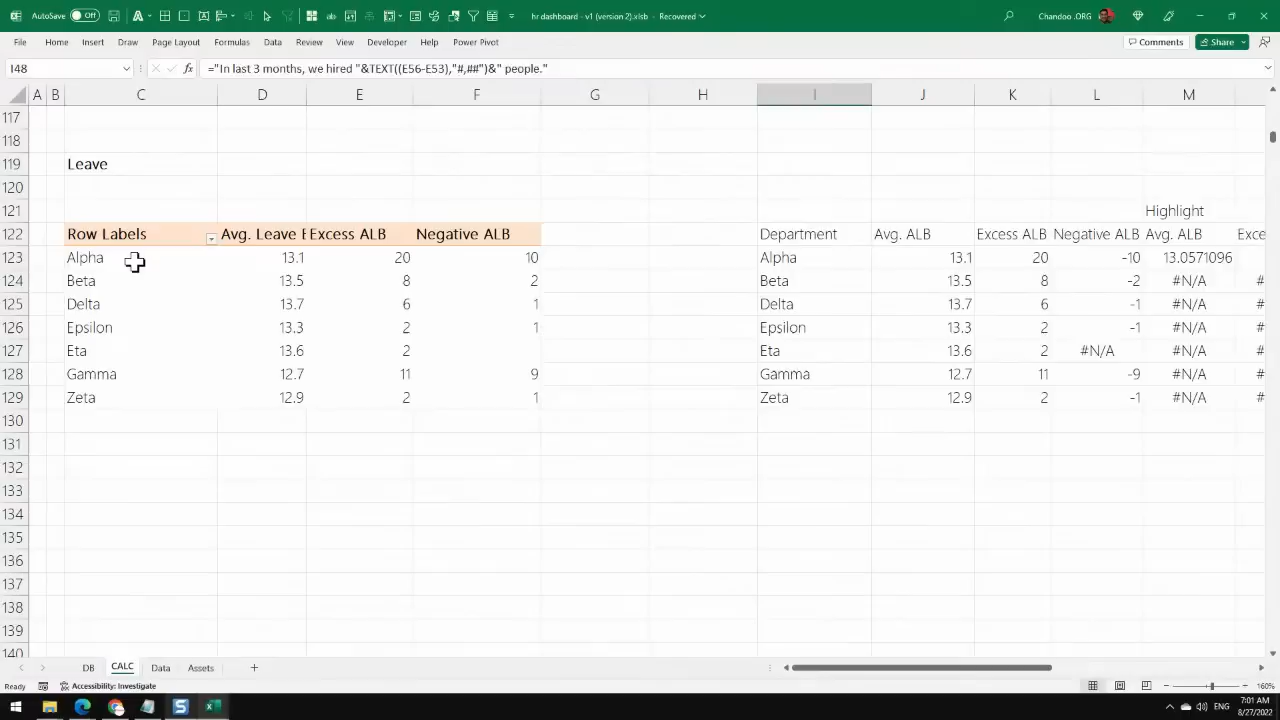 AutoSave Off hr dashboard - v1 (version 2).xlsb - Recovered Chandoo .ORG
File Home Insert Draw Page Layout Formulas Data Review View Developer Help Power Pivot Comments Share
I48 fx ="In last 3 months, we hired "&TEXT((E56-E53),"#,##")&" people."
A B C D E F G H I J K L M
117
118
119 Leave
120
121 Highlight
122 Row Labels Avg. Leave E Excess ALB Negative ALB Department Avg. ALB Excess ALB Negative ALB Avg. ALB Exce
123 Alpha 13.1 20 10 Alpha 13.1 20 -10 13.0571096
124 Beta 13.5 8 2 Beta 13.5 8 -2 #N/A #
125 Delta 13.7 6 1 Delta 13.7 6 -1 #N/A #
126 Epsilon 13.3 2 1 Epsilon 13.3 2 -1 #N/A #
127 Eta 13.6 2 Eta 13.6 2 #N/A #N/A #
128 Gamma 12.7 11 9 Gamma 12.7 11 -9 #N/A #
129 Zeta 12.9 2 1 Zeta 12.9 2 -1 #N/A #
130
131
132
133
134
135
136
137
138
139
140
DB CALC Data Assets
Ready Accessibility: Investigate 160%
ENG 7:01 AM
8/27/2022